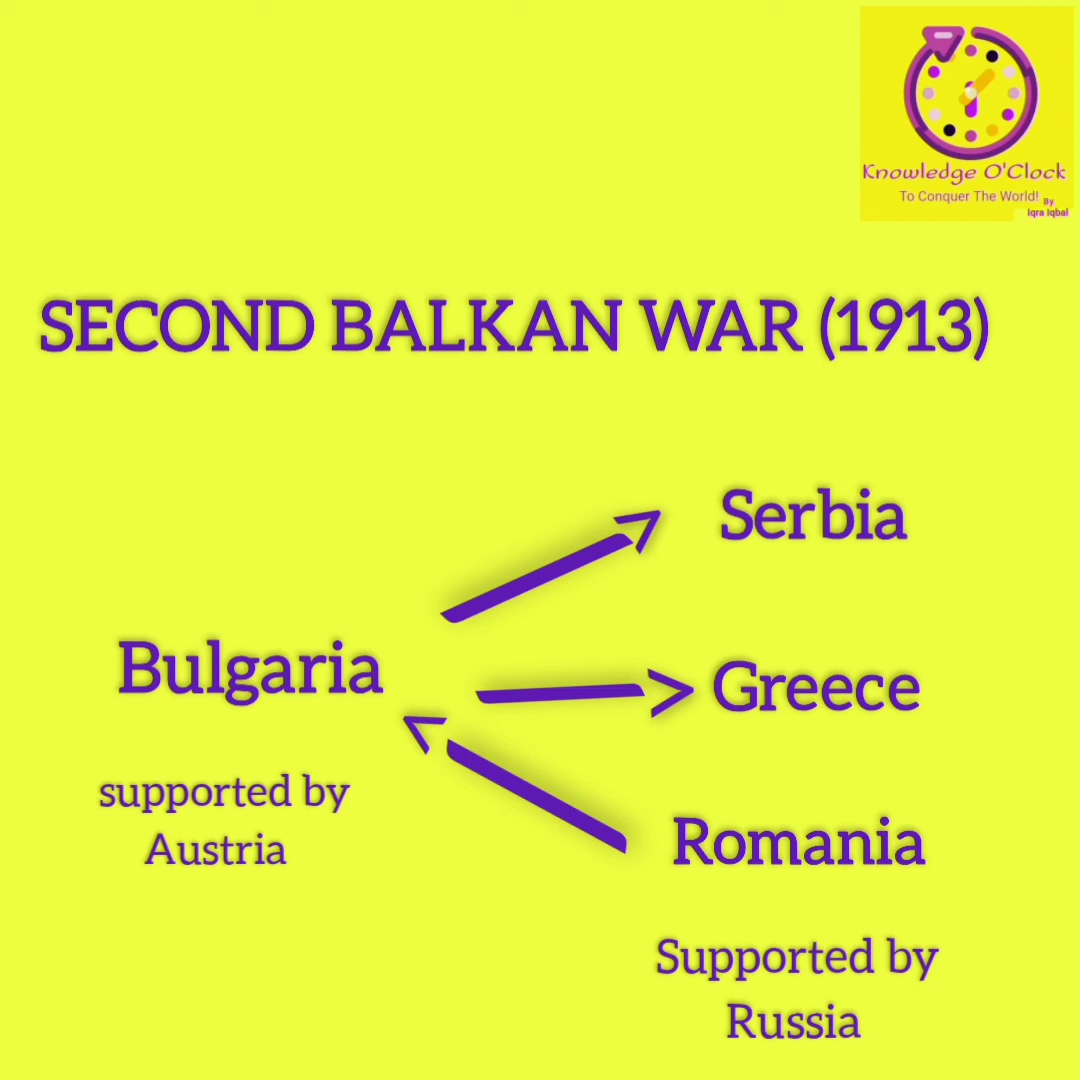 Knowledge O'Clock
To Conquer The World!
By
Iqra Iqbal
SECOND BALKAN WAR (1913)
Serbia
Bulgaria
Greece
supported by
Austria
Romania
Supported by
Russia